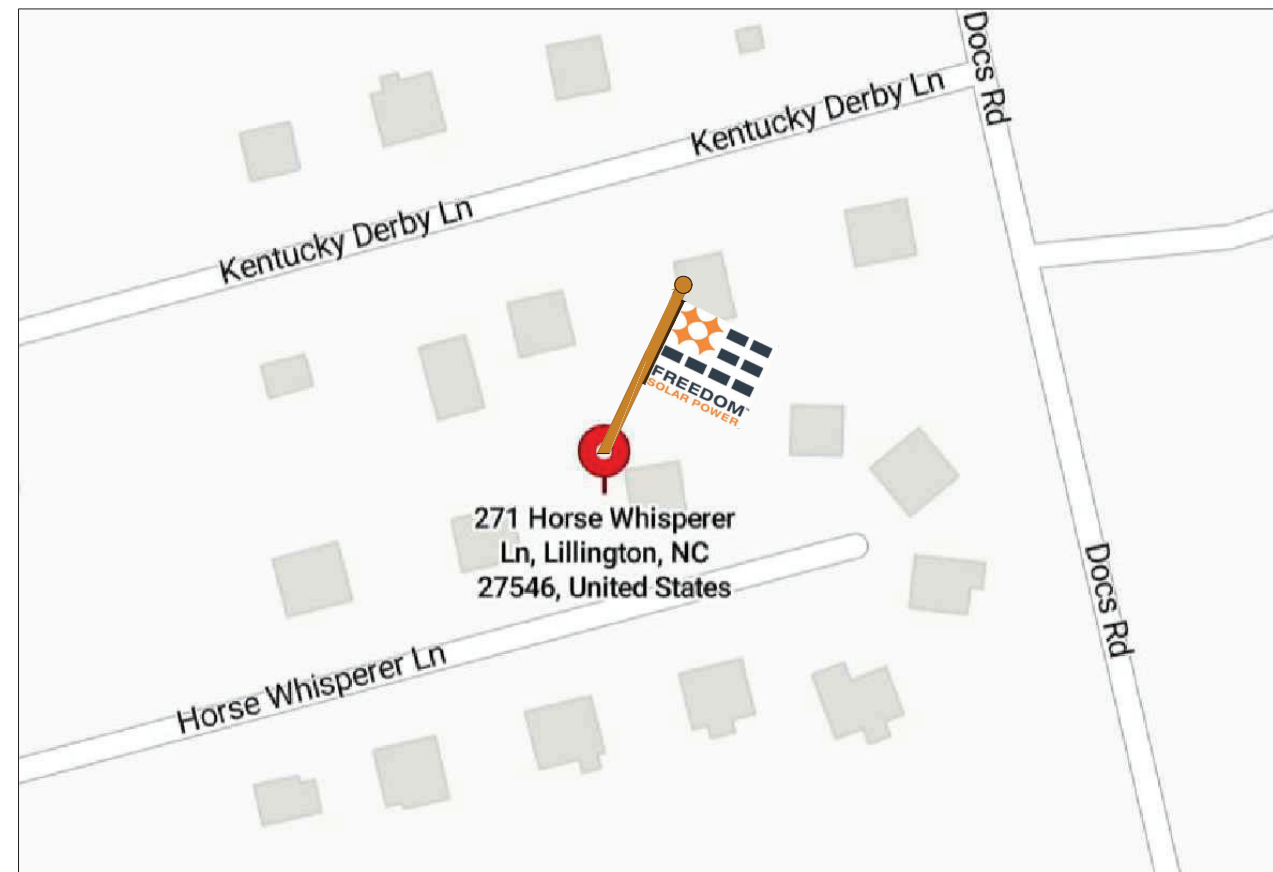 Docs Rd
Kentucky Derby Ln
Kentucky Derby Ln
FREEDOM™
SOLAR POWER
271 Horse Whisperer
Ln, Lillington, NC
27546, United States
Docs Rd
Horse Whisperer Ln